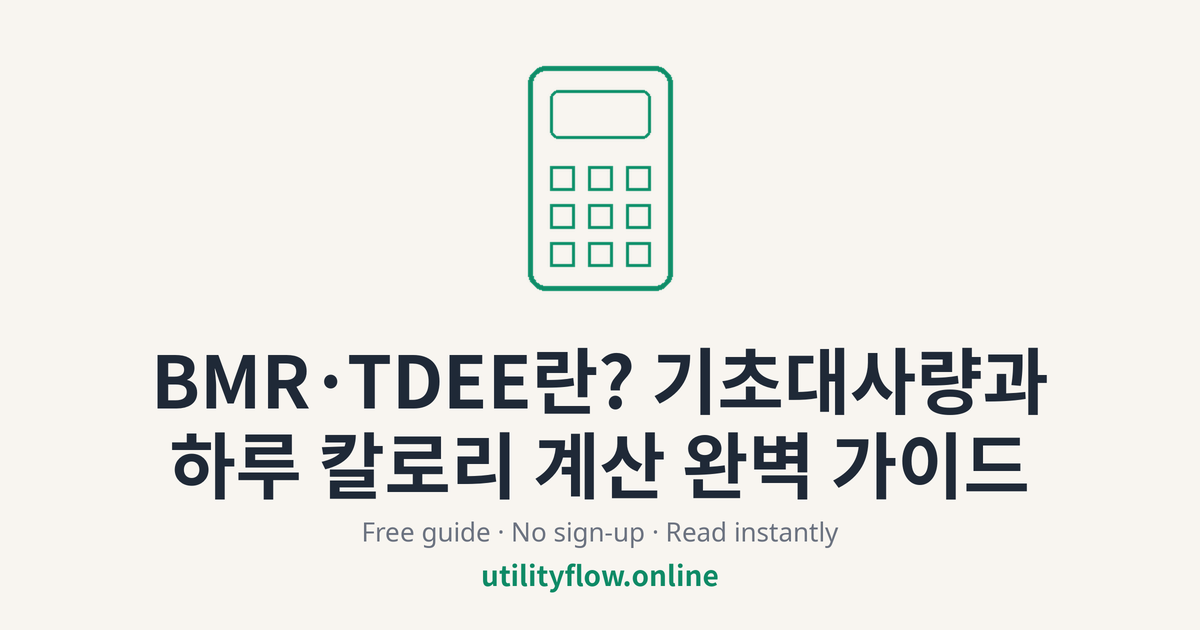 BMR·TDEE란? 기초대사량과
하루 칼로리 계산 완벽 가이드
Free guide · No sign-up · Read instantly
utilityflow.online